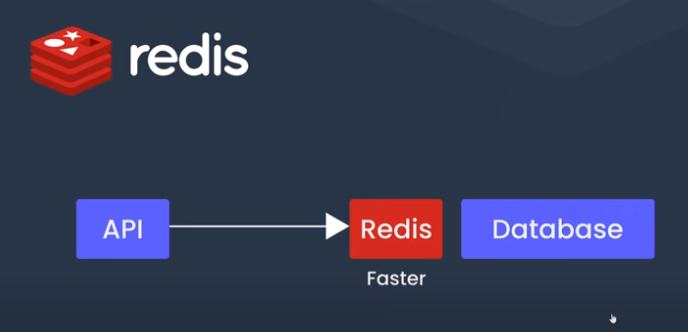 redis
API
Redis
Database
Faster